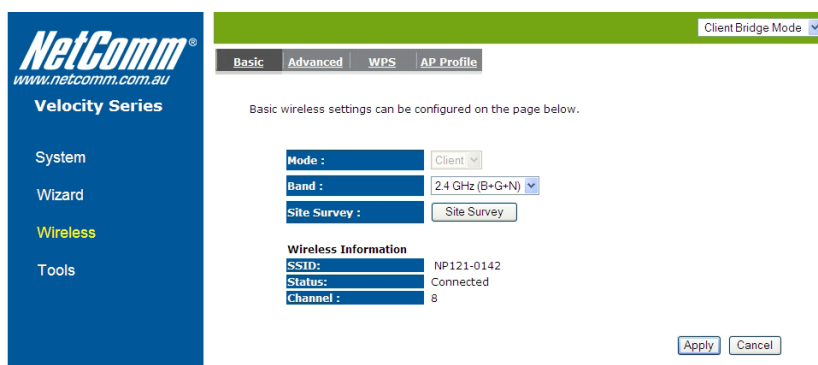 Client Bridge Mode
NetComm®
www.netcomm.com.au
Velocity Series
System
Wizard
Wireless
Tools
Basic Advanced WPS AP Profile
Basic wireless settings can be configured on the page below.
Mode : Client
Band : 2.4 GHz (B+G+N)
Site Survey : Site Survey
Wireless Information
SSID: NP121-0142
Status: Connected
Channel : 8
Apply Cancel